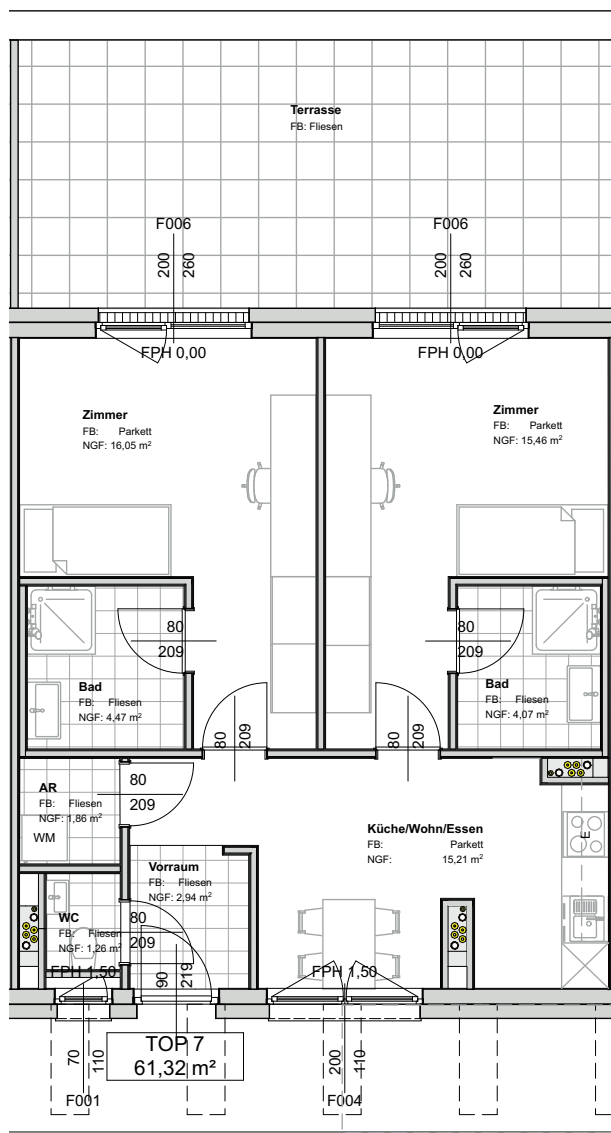 Terrasse
FB: Fliesen
F006
F006
200
260
200
260
FPH 0,00
FPH 0,00
Zimmer
FB: Parkett
NGF: 16,05 m²
Zimmer
FB: Parkett
NGF: 15,46 m²
80
209
80
209
Bad
FB: Fliesen
NGF: 4,47 m²
Bad
FB: Fliesen
NGF: 4,07 m²
80
209
80
209
AR
FB: Fliesen
NGF: 1,86 m²
WM
80
209
Küche/Wohn/Essen
FB: Parkett
NGF: 15,21 m²
E
Vorraum
FB: Fliesen
NGF: 2,94 m²
WC
FB: Fliesen
NGF: 1,26 m²
80
209
FPH 1,50
90
219
FPH 1,50
TOP 7
61,32 m²
70
110
200
110
F001
F004